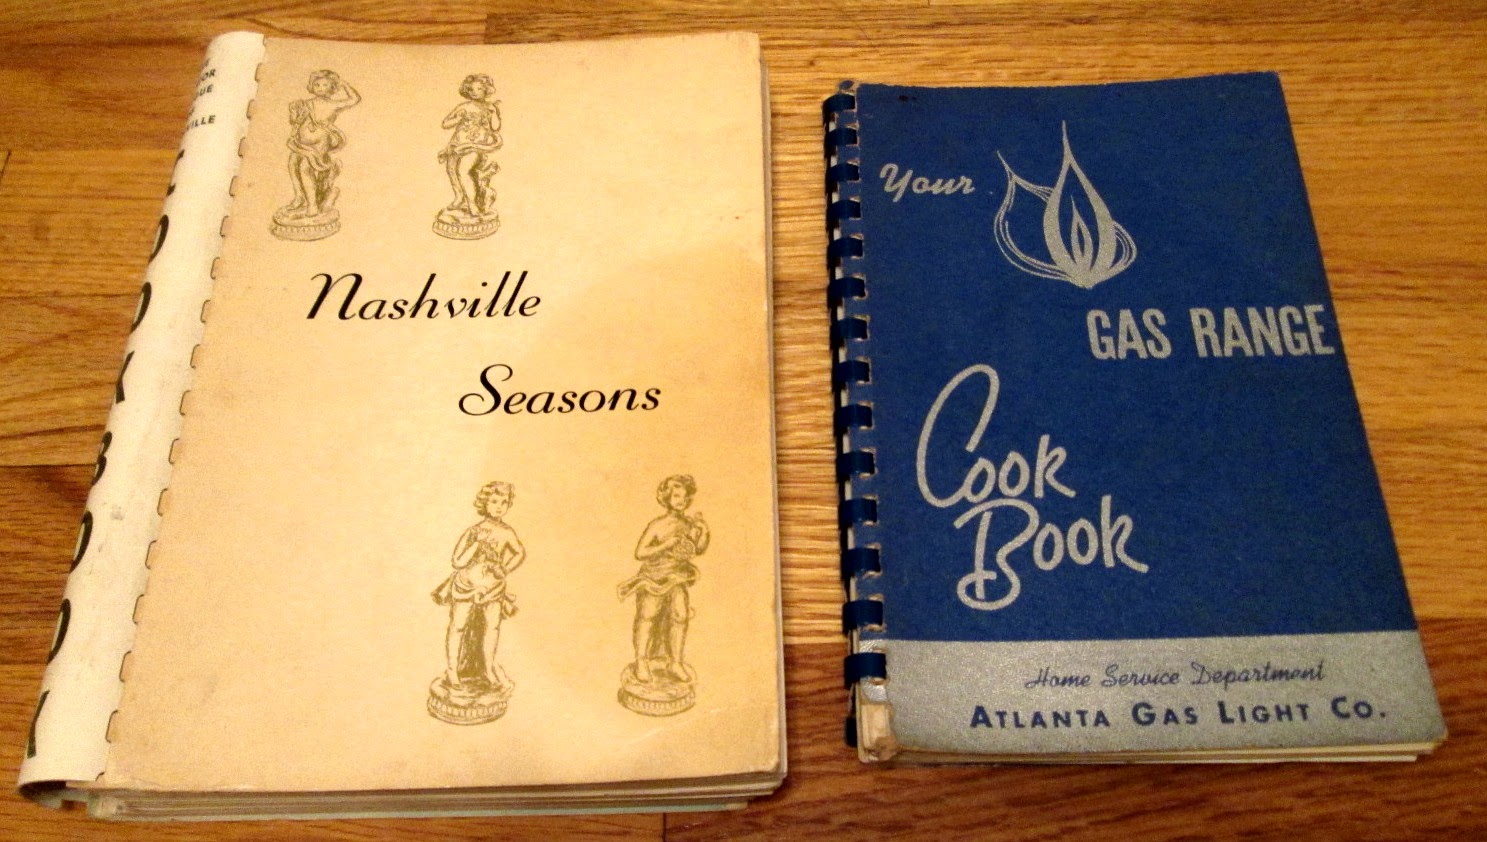 Nashville
Seasons
Your
GAS RANGE
Cook
Book
Home Service Department
ATLANTA GAS LIGHT CO.